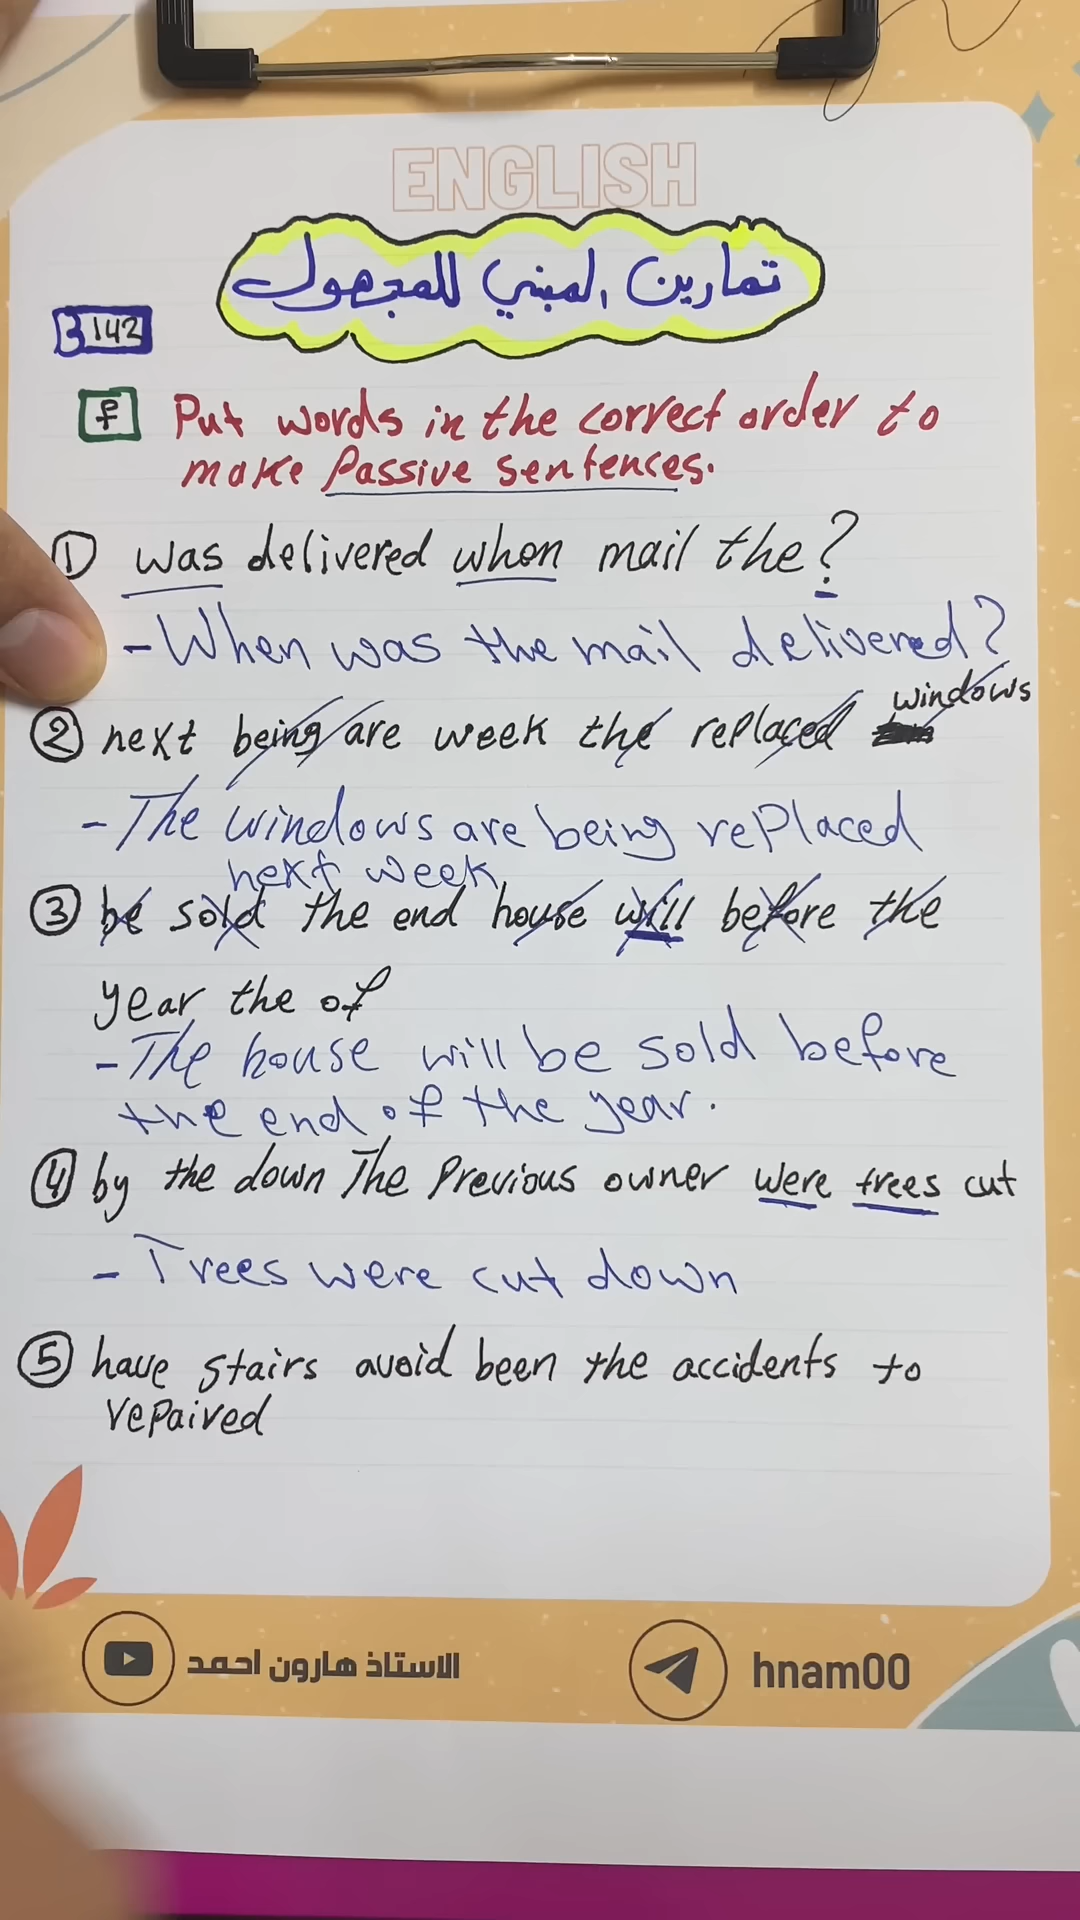 ENGLISH
تمارين المبني للمجهول
142
f Put words in the correct order to
make Passive sentences.
① was delivered when mail the?
- When was the mail delivered?
windows
② next being are week the replaced
- The windows are being replaced
next week
③ be sold the end house will before the
year the of
- The house will be sold before
the end of the year.
④ by the down The Previous owner were trees cut
- Trees were cut down
⑤ have stairs avoid been the accidents to
repaired
الاستاذ هارون احمد
hnam00